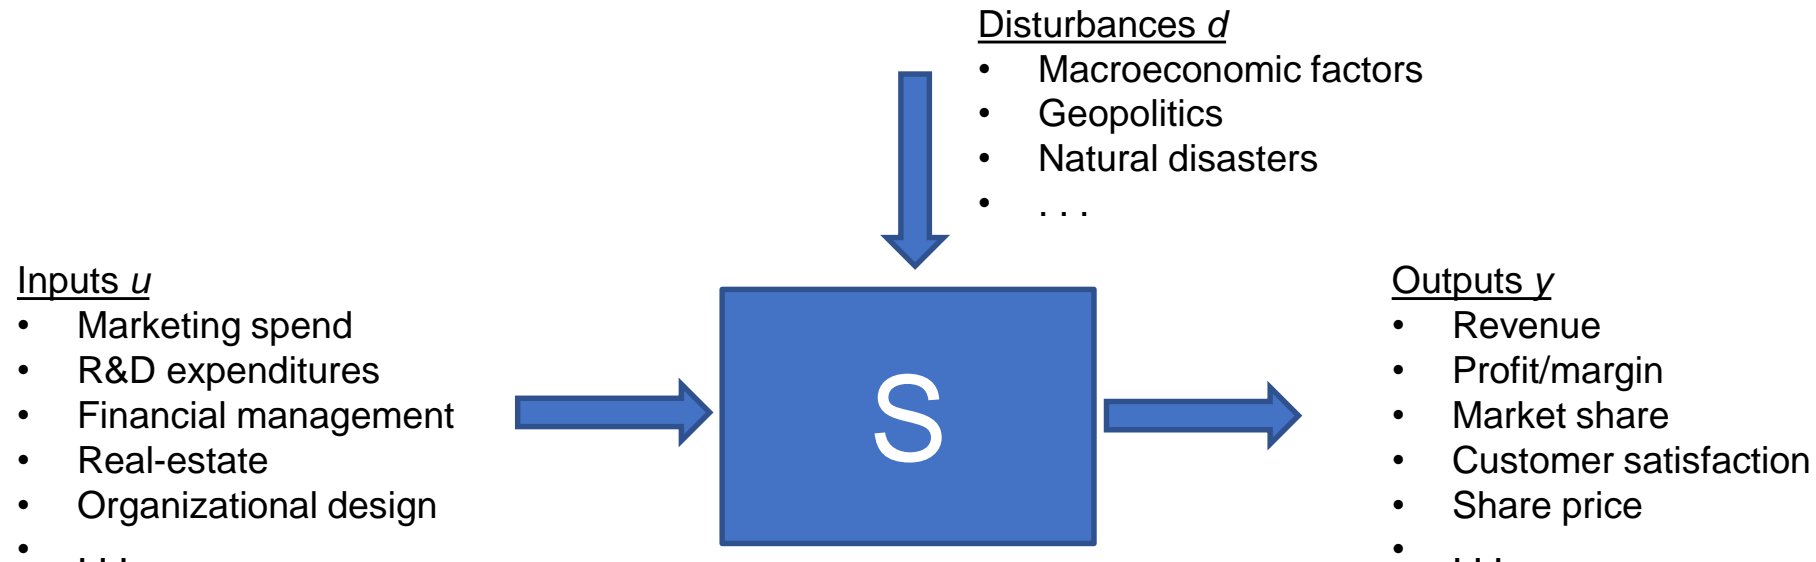 Disturbances d
• Macroeconomic factors
• Geopolitics
• Natural disasters
• . . .
Inputs u
• Marketing spend
• R&D expenditures
• Financial management
• Real-estate
• Organizational design
• . . .
S
Outputs y
• Revenue
• Profit/margin
• Market share
• Customer satisfaction
• Share price
• . . .